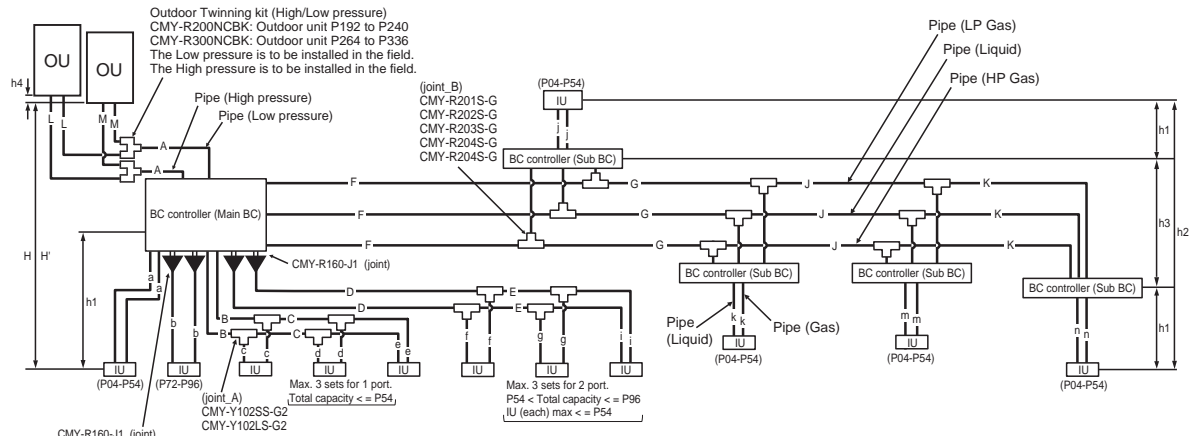 Outdoor Twinning kit (High/Low pressure)
CMY-R200NCBK: Outdoor unit P192 to P240
CMY-R300NCBK: Outdoor unit P264 to P336
The Low pressure is to be installed in the field.
The High pressure is to be installed in the field.
OU
OU
h4
L
L
M
M
Pipe (High pressure)
Pipe (Low pressure)
A
A
(joint_B)
CMY-R201S-G
CMY-R202S-G
CMY-R203S-G
CMY-R204S-G
CMY-R204S-G
(P04-P54)
IU
j
j
BC controller (Sub BC)
Pipe (LP Gas)
Pipe (Liquid)
Pipe (HP Gas)
h1
h3
h2
BC controller (Main BC)
F
G
J
K
F
G
J
K
F
G
J
K
H
H'
h1
CMY-R160-J1 (joint)
a
a
b
b
B
C
B
C
D
E
D
E
c
c
d
d
e
e
f
f
g
g
i
i
IU
IU
IU
IU
IU
IU
IU
IU
(P04-P54)
(P72-P96)
(joint_A)
CMY-Y102SS-G2
CMY-Y102LS-G2
CMY-R160-J1 (joint)
Max. 3 sets for 1 port.
Total capacity < = P54
Max. 3 sets for 2 port.
P54 < Total capacity < = P96
IU (each) max < = P54
BC controller (Sub BC)
k
k
Pipe
(Liquid)
Pipe (Gas)
IU
(P04-P54)
BC controller (Sub BC)
m
m
IU
(P04-P54)
BC controller (Sub BC)
n
n
h1
IU
(P04-P54)